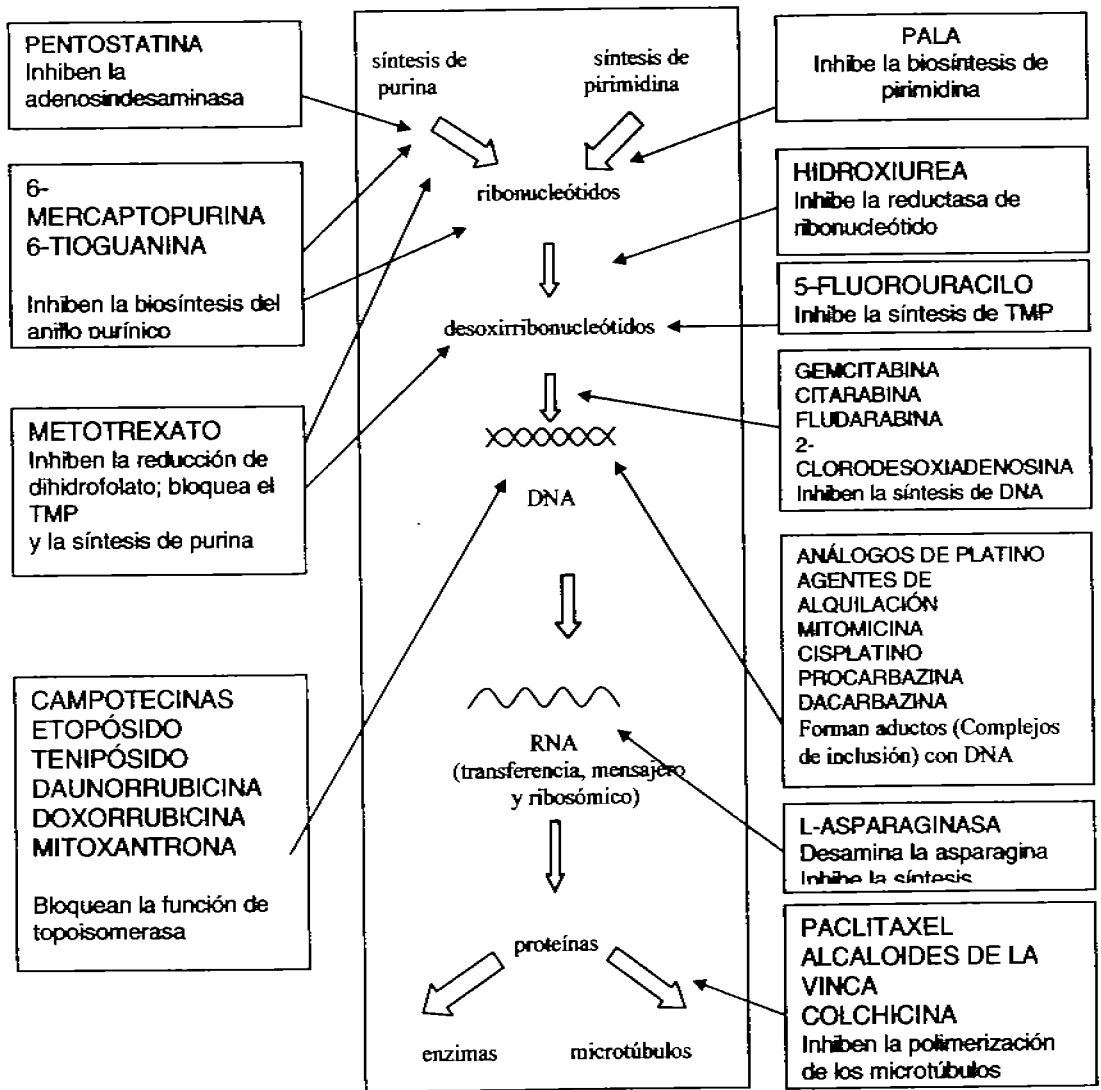 PENTOSTATINA
Inhiben la
adenosindesaminasa
6-
MERCAPTOPURINA
6-TIOGUANINA
Inhiben la biosíntesis del
anillo purínico
METOTREXATO
Inhiben la reducción de
dihidrofolato; bloquea el
TMP
y la síntesis de purina
CAMPOTECINAS
ETOPÓSIDO
TENIPÓSIDO
DAUNORRUBICINA
DOXORRUBICINA
MITOXANTRONA
Bloquean la función de
topoisomerasa
síntesis de
purina
síntesis de
pirimidina
ribonucleótidos
desoxirribonucleótidos
DNA
RNA
(transferencia, mensajero
y ribosómico)
proteínas
enzimas
microtúbulos
PALA
Inhibe la biosíntesis de
pirimidina
HIDROXIUREA
Inhibe la reductasa de
ribonucleótido
5-FLUOROURACILO
Inhibe la síntesis de TMP
GEMCITABINA
CITARABINA
FLUDARABINA
2-
CLORODESOXIADENOSINA
Inhiben la síntesis de DNA
ANÁLOGOS DE PLATINO
AGENTES DE
ALQUILACIÓN
MITOMICINA
CISPLATINO
PROCARBAZINA
DACARBAZINA
Forman aductos (Complejos
de inclusión) con DNA
L-ASPARAGINASA
Desamina la asparagina
Inhibe la síntesis
PACLITAXEL
ALCALOIDES DE LA
VINCA
COLCHICINA
Inhiben la polimerización
de los microtúbulos